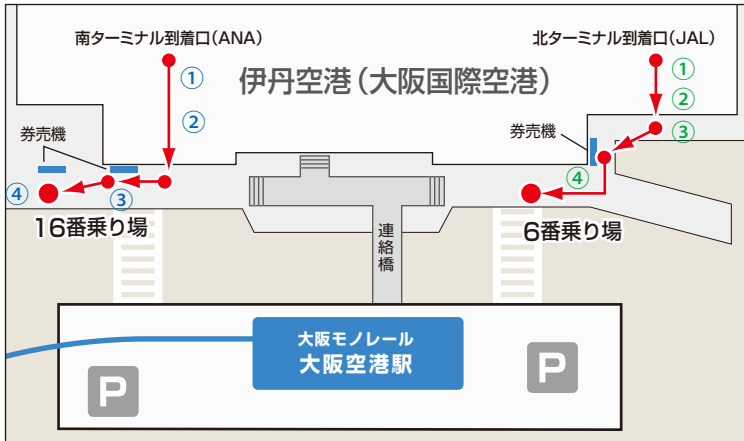 南ターミナル到着口(ANA)
北ターミナル到着口(JAL)
①
①
伊丹空港(大阪国際空港)
②
②
券売機
券売機
③
④
③
④
16番乗り場
6番乗り場
連絡橋
大阪モノレール
大阪空港駅
P
P